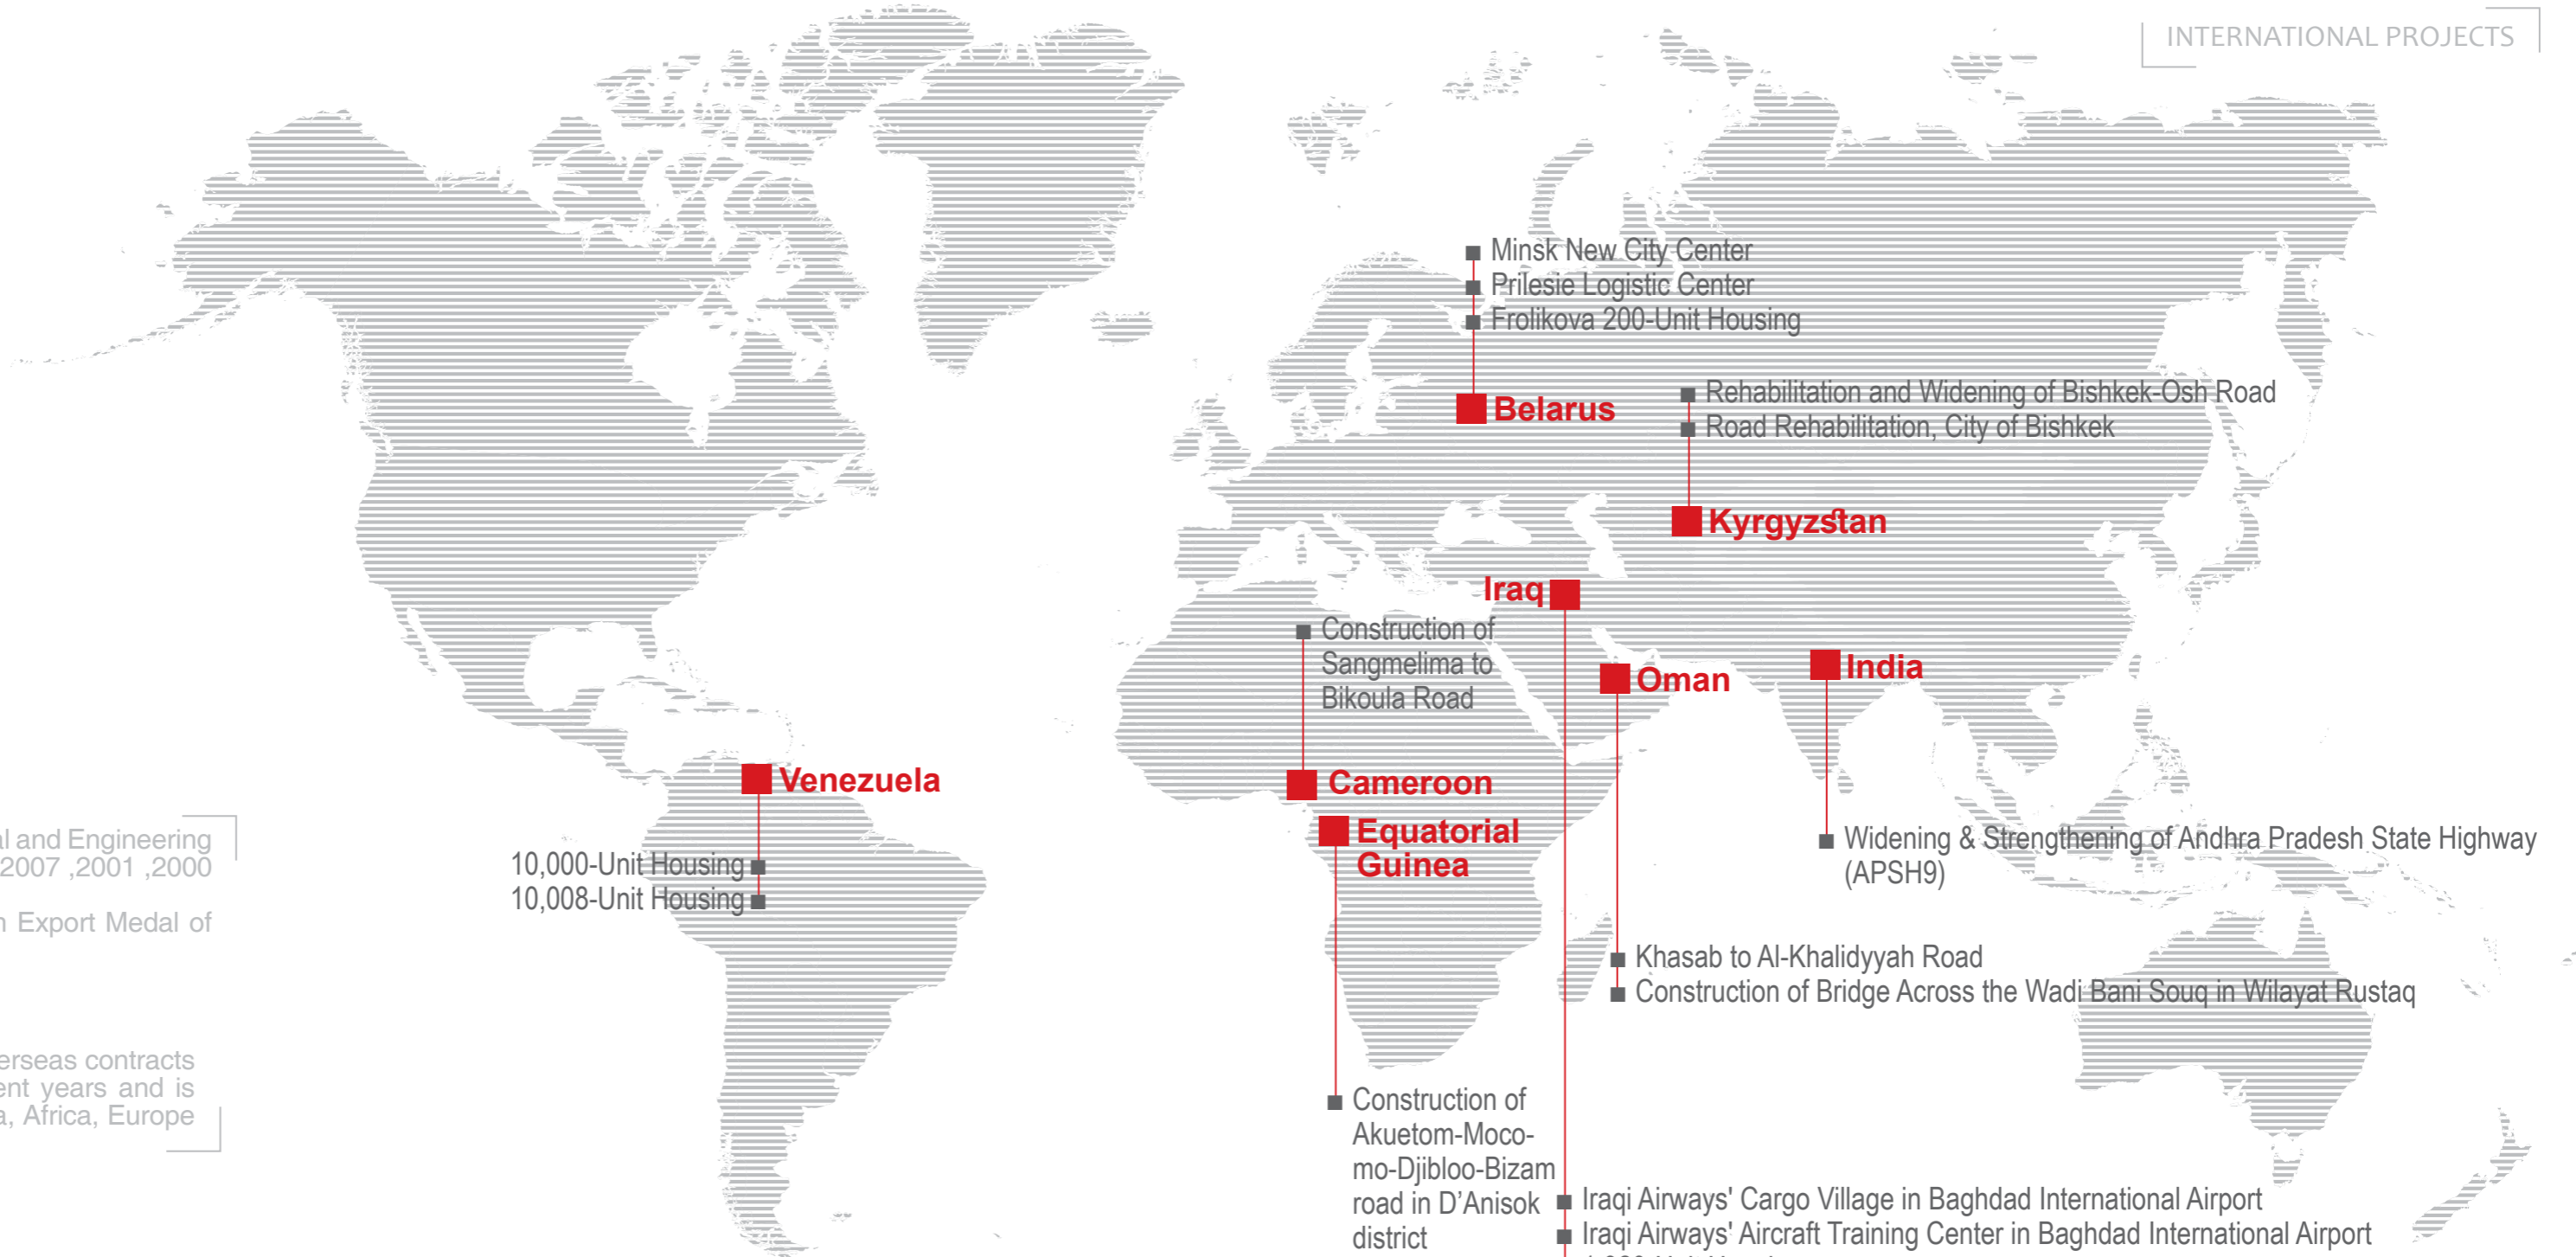 INTERNATIONAL PROJECTS
Minsk New City Center
Prilesie Logistic Center
Frolikova 200-Unit Housing
Belarus
Rehabilitation and Widening of Bishkek-Osh Road
Road Rehabilitation, City of Bishkek
Kyrgyzstan
Iraq
Construction of
Sangmelima to
Bikoula Road
Oman
India
Venezuela
Cameroon
Equatorial
Guinea
10,000-Unit Housing
10,008-Unit Housing
Widening & Strengthening of Andhra Pradesh State Highway
(APSH9)
al and Engineering
2007 ,2001 ,2000
n Export Medal of
Khasab to Al-Khalidyyah Road
Construction of Bridge Across the Wadi Bani Souq in Wilayat Rustaq
erseas contracts
ent years and is
a, Africa, Europe
Construction of
Akuetom-Moco-
mo-Djibloo-Bizam
road in D’Anisok
district
Iraqi Airways' Cargo Village in Baghdad International Airport
Iraqi Airways' Aircraft Training Center in Baghdad International Airport